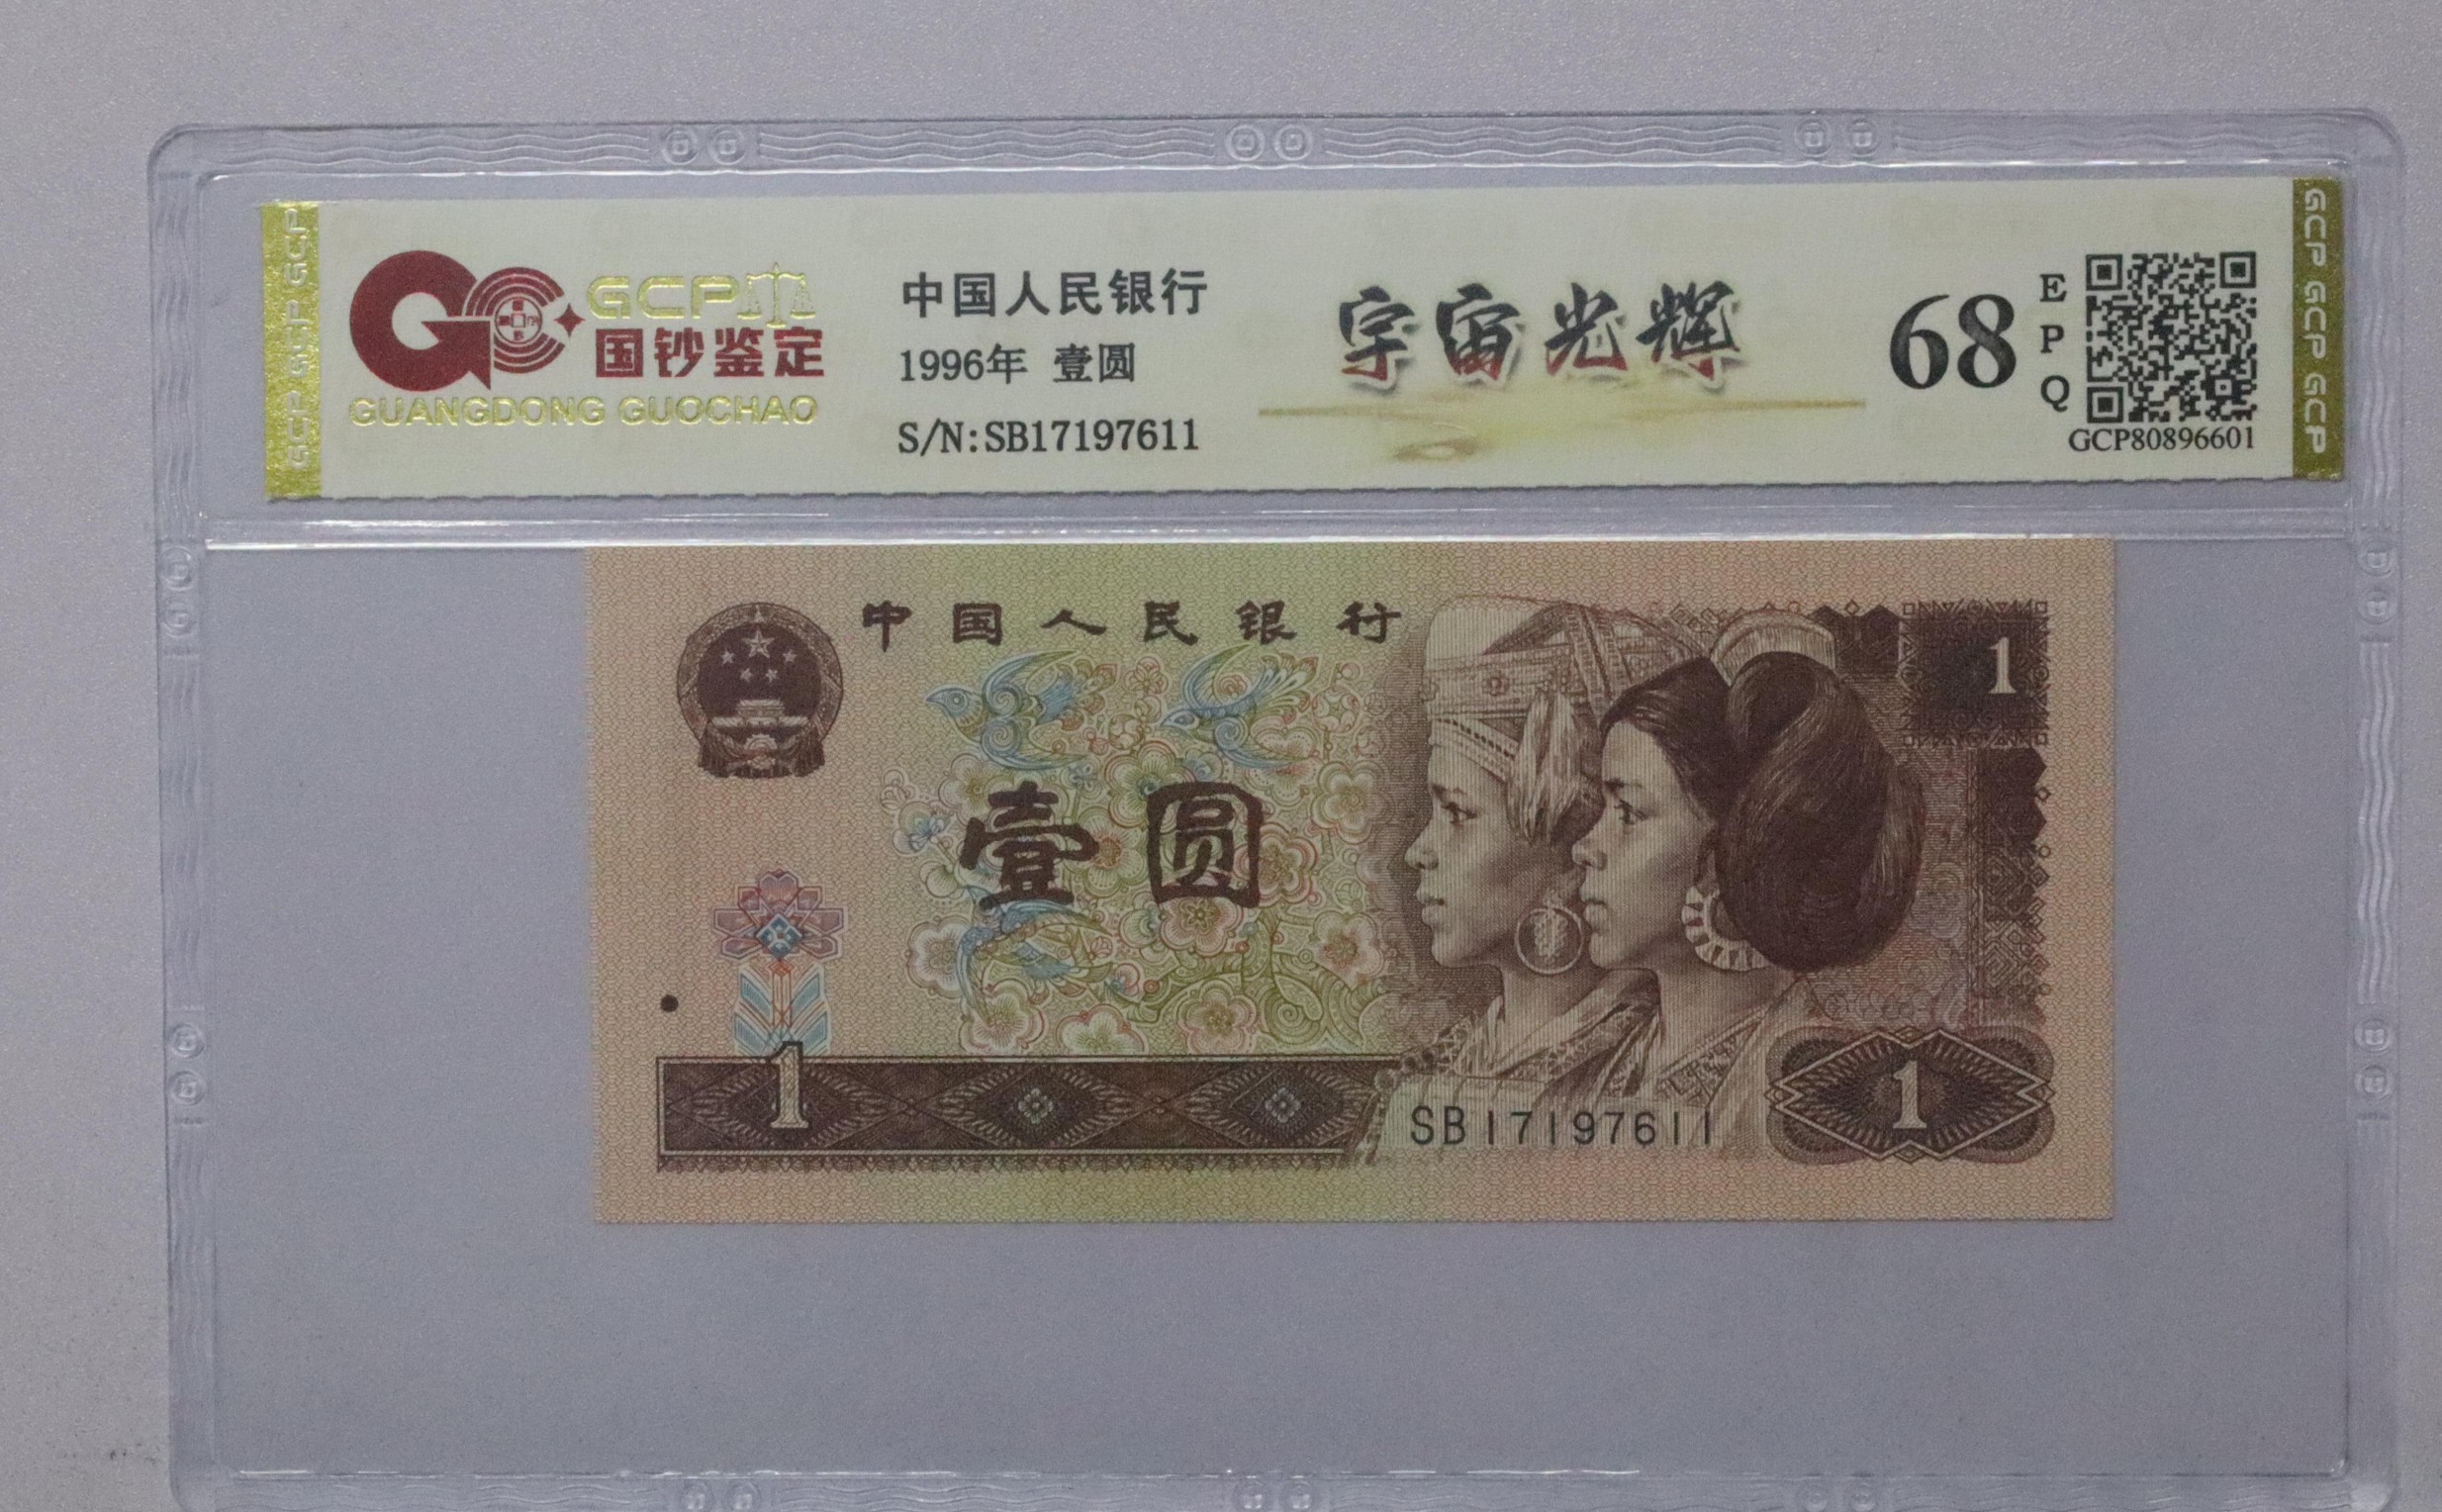 GCP GCP GCP
GCP
国钞鉴定
GUANGDONG GUOCHAO
中国人民银行
1996年 壹圆
S/N:SB17197611
宇宙光辉
68
E
P
Q
GCP80896601
GCP GCP GCP
中国人民银行
1
壹圆
1
SB17197611
1